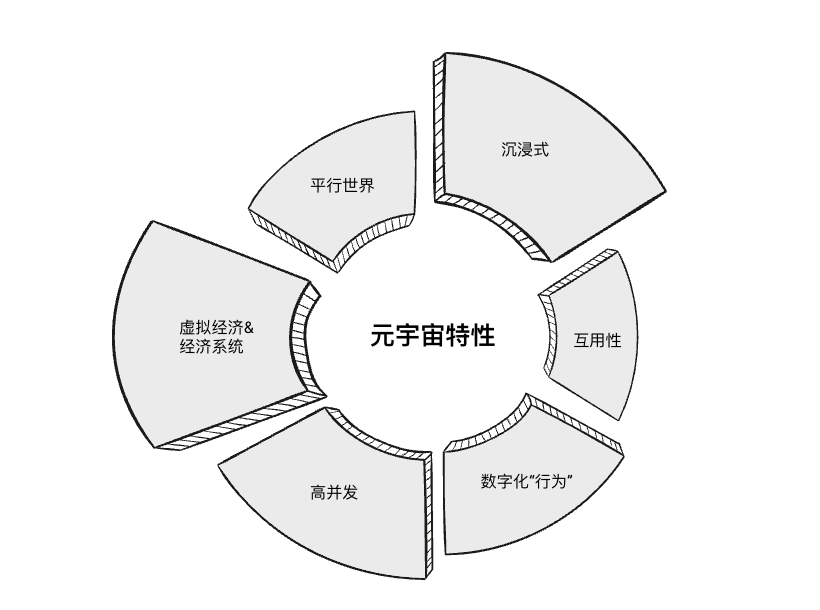 沉浸式
平行世界
虚拟经济&
经济系统
元宇宙特性
互用性
数字化“行为”
高并发